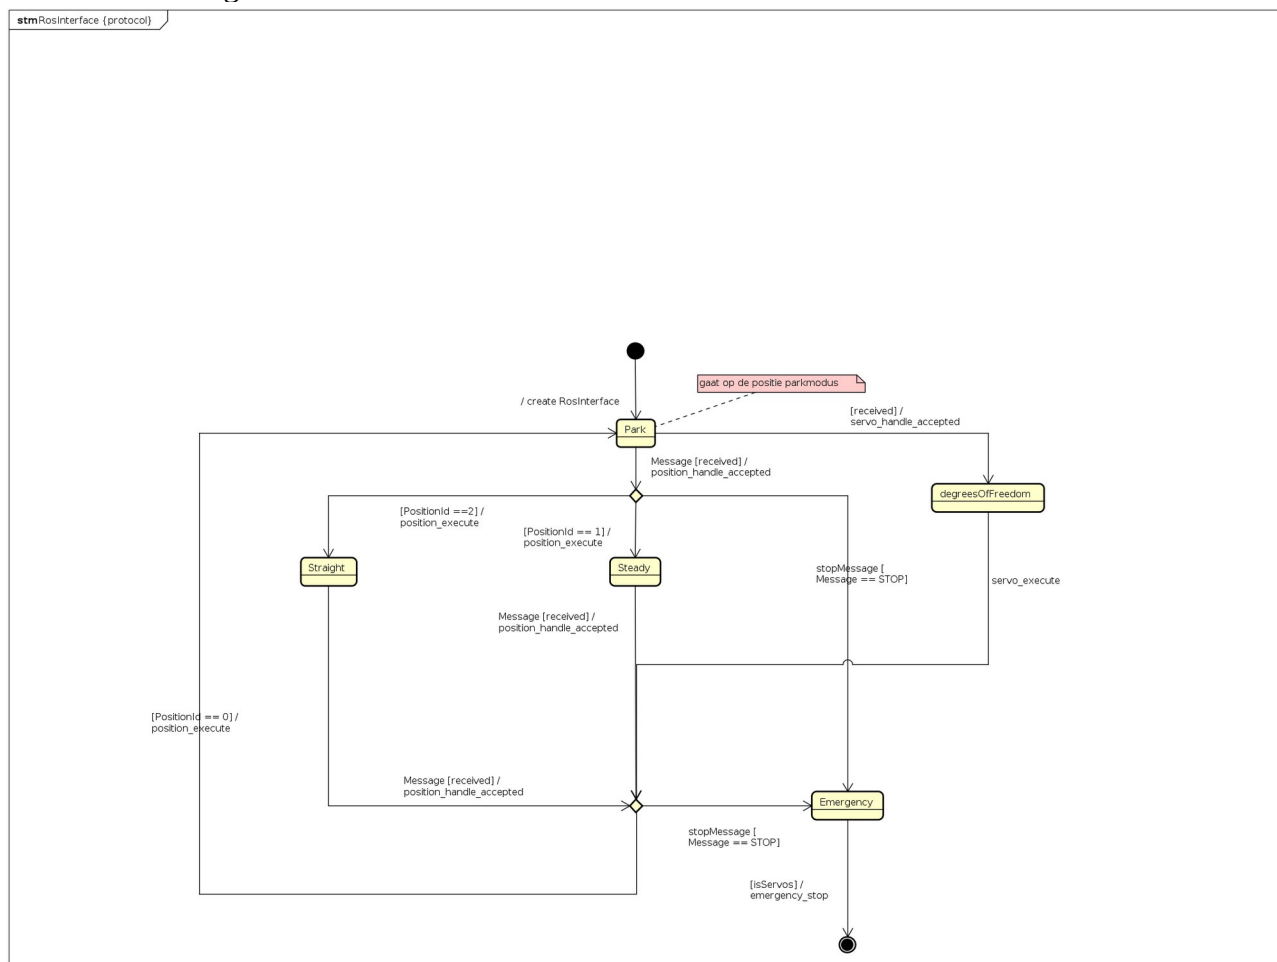 stm RosInterface {protocol}
gaat op de positie parkmodus
/ create RosInterface
[received] /
servo_handle_accepted
Park
Message [received] /
position_handle_accepted
degreesOfFreedom
[PositionId ==2] /
position_execute
[PositionId == 1] /
position_execute
Straight
Steady
stopMessage [
Message == STOP]
servo_execute
Message [received] /
position_handle_accepted
[PositionId == 0] /
position_execute
Message [received] /
position_handle_accepted
Emergency
stopMessage [
Message == STOP]
[isServos] /
emergency_stop